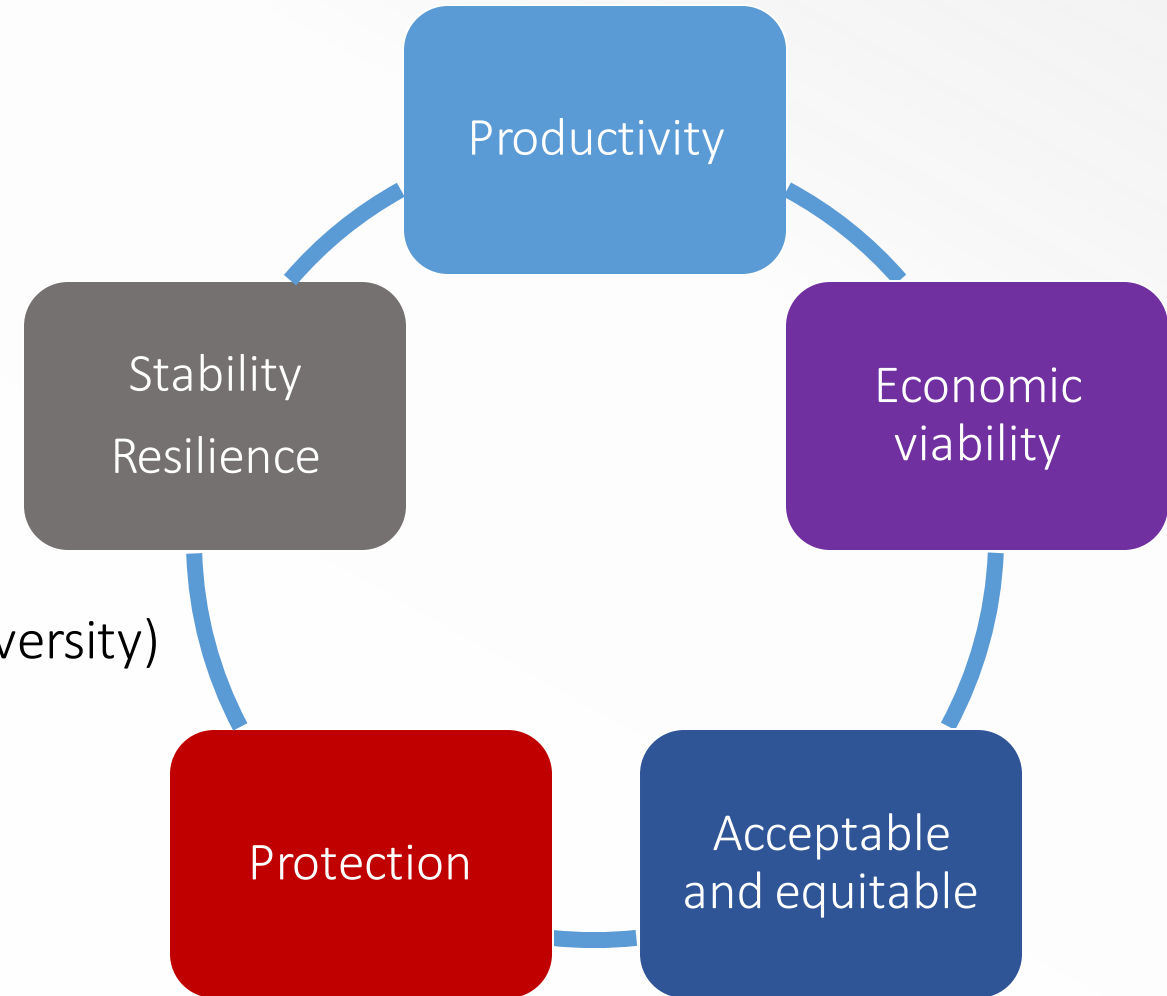 Productivity
Stability
Resilience
Economic
viability
versity)
Protection
Acceptable
and equitable